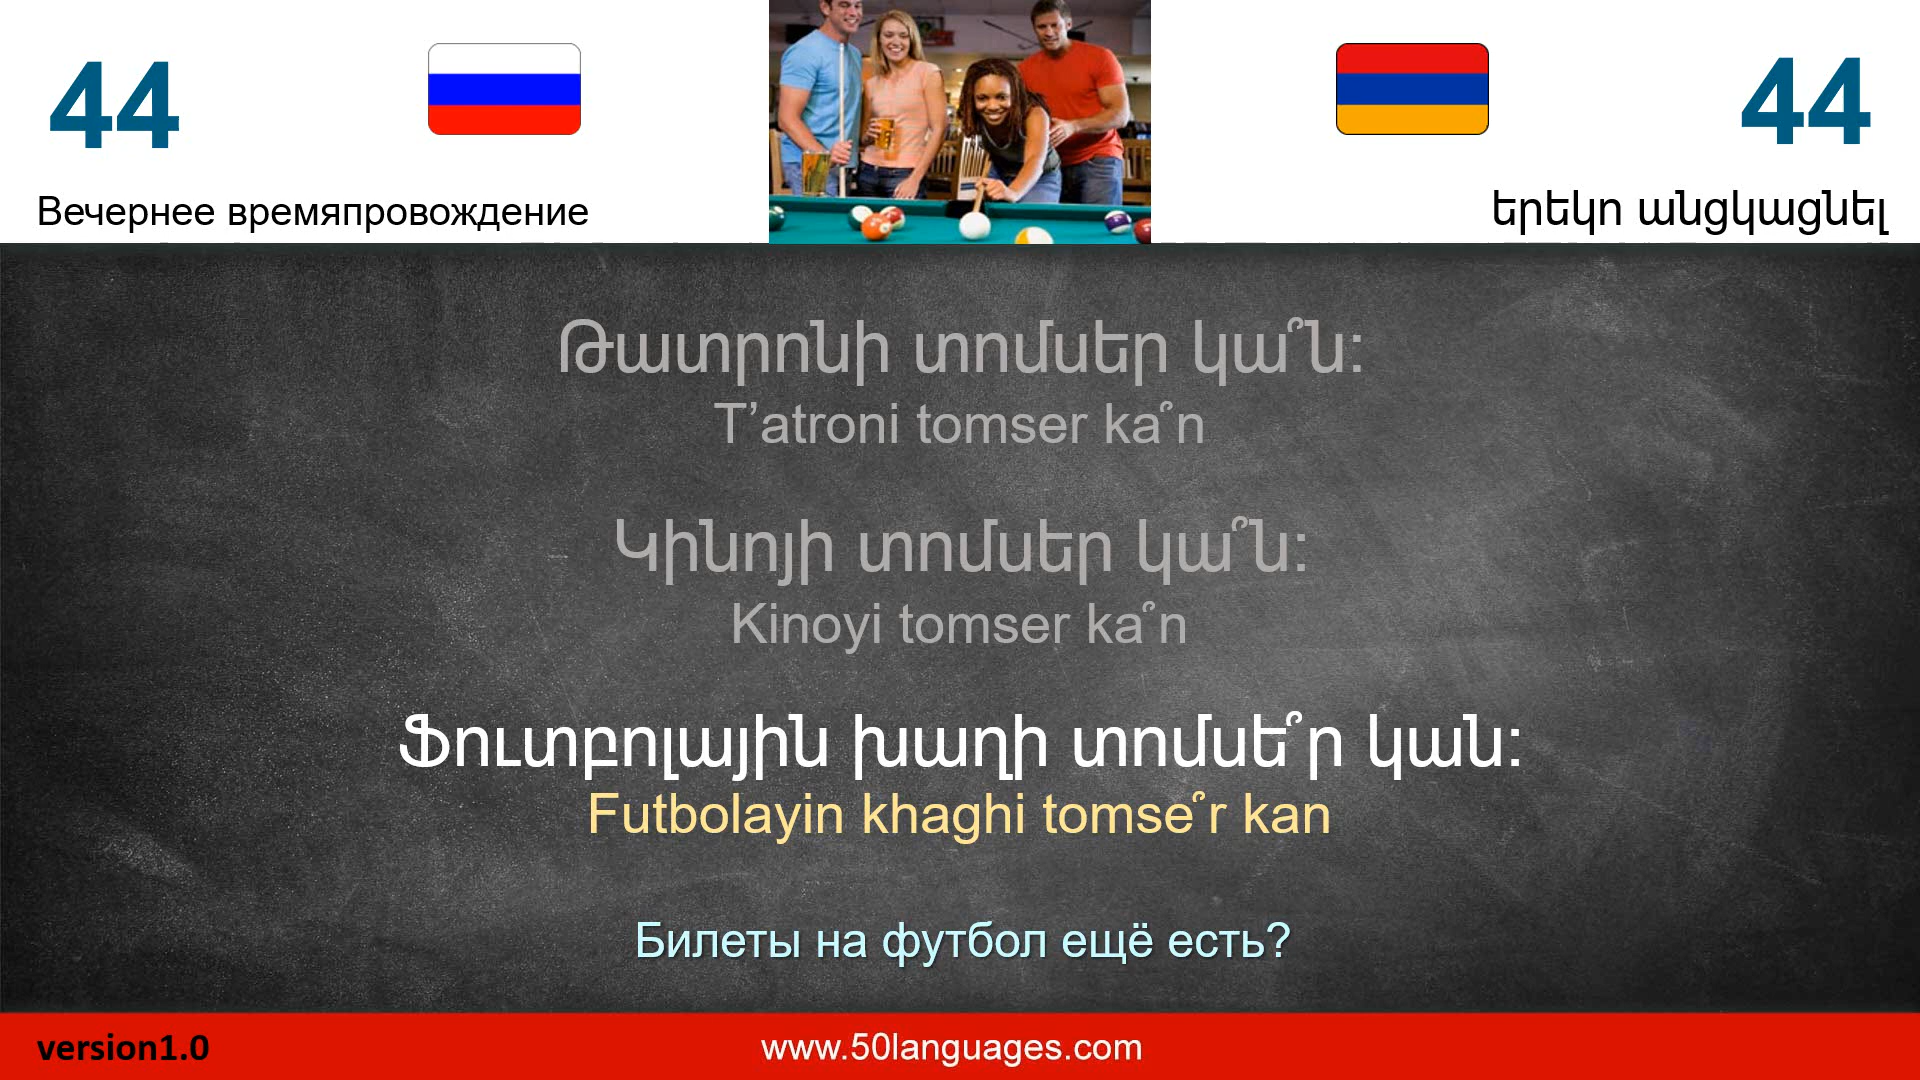 44
44
Вечернее времяпровождение
երեկո անցկացնել
Թատրոնի տոմսեր կա՞ն:
T’atroni tomser ka՞n
Կինոյի տոմսեր կա՞ն:
Kinoyi tomser ka՞n
Ֆուտբոլային խաղի տոմսե՞ր կան:
Futbolayin khaghi tomse՞r kan
Билеты на футбол ещё есть?
version1.0
www.50languages.com